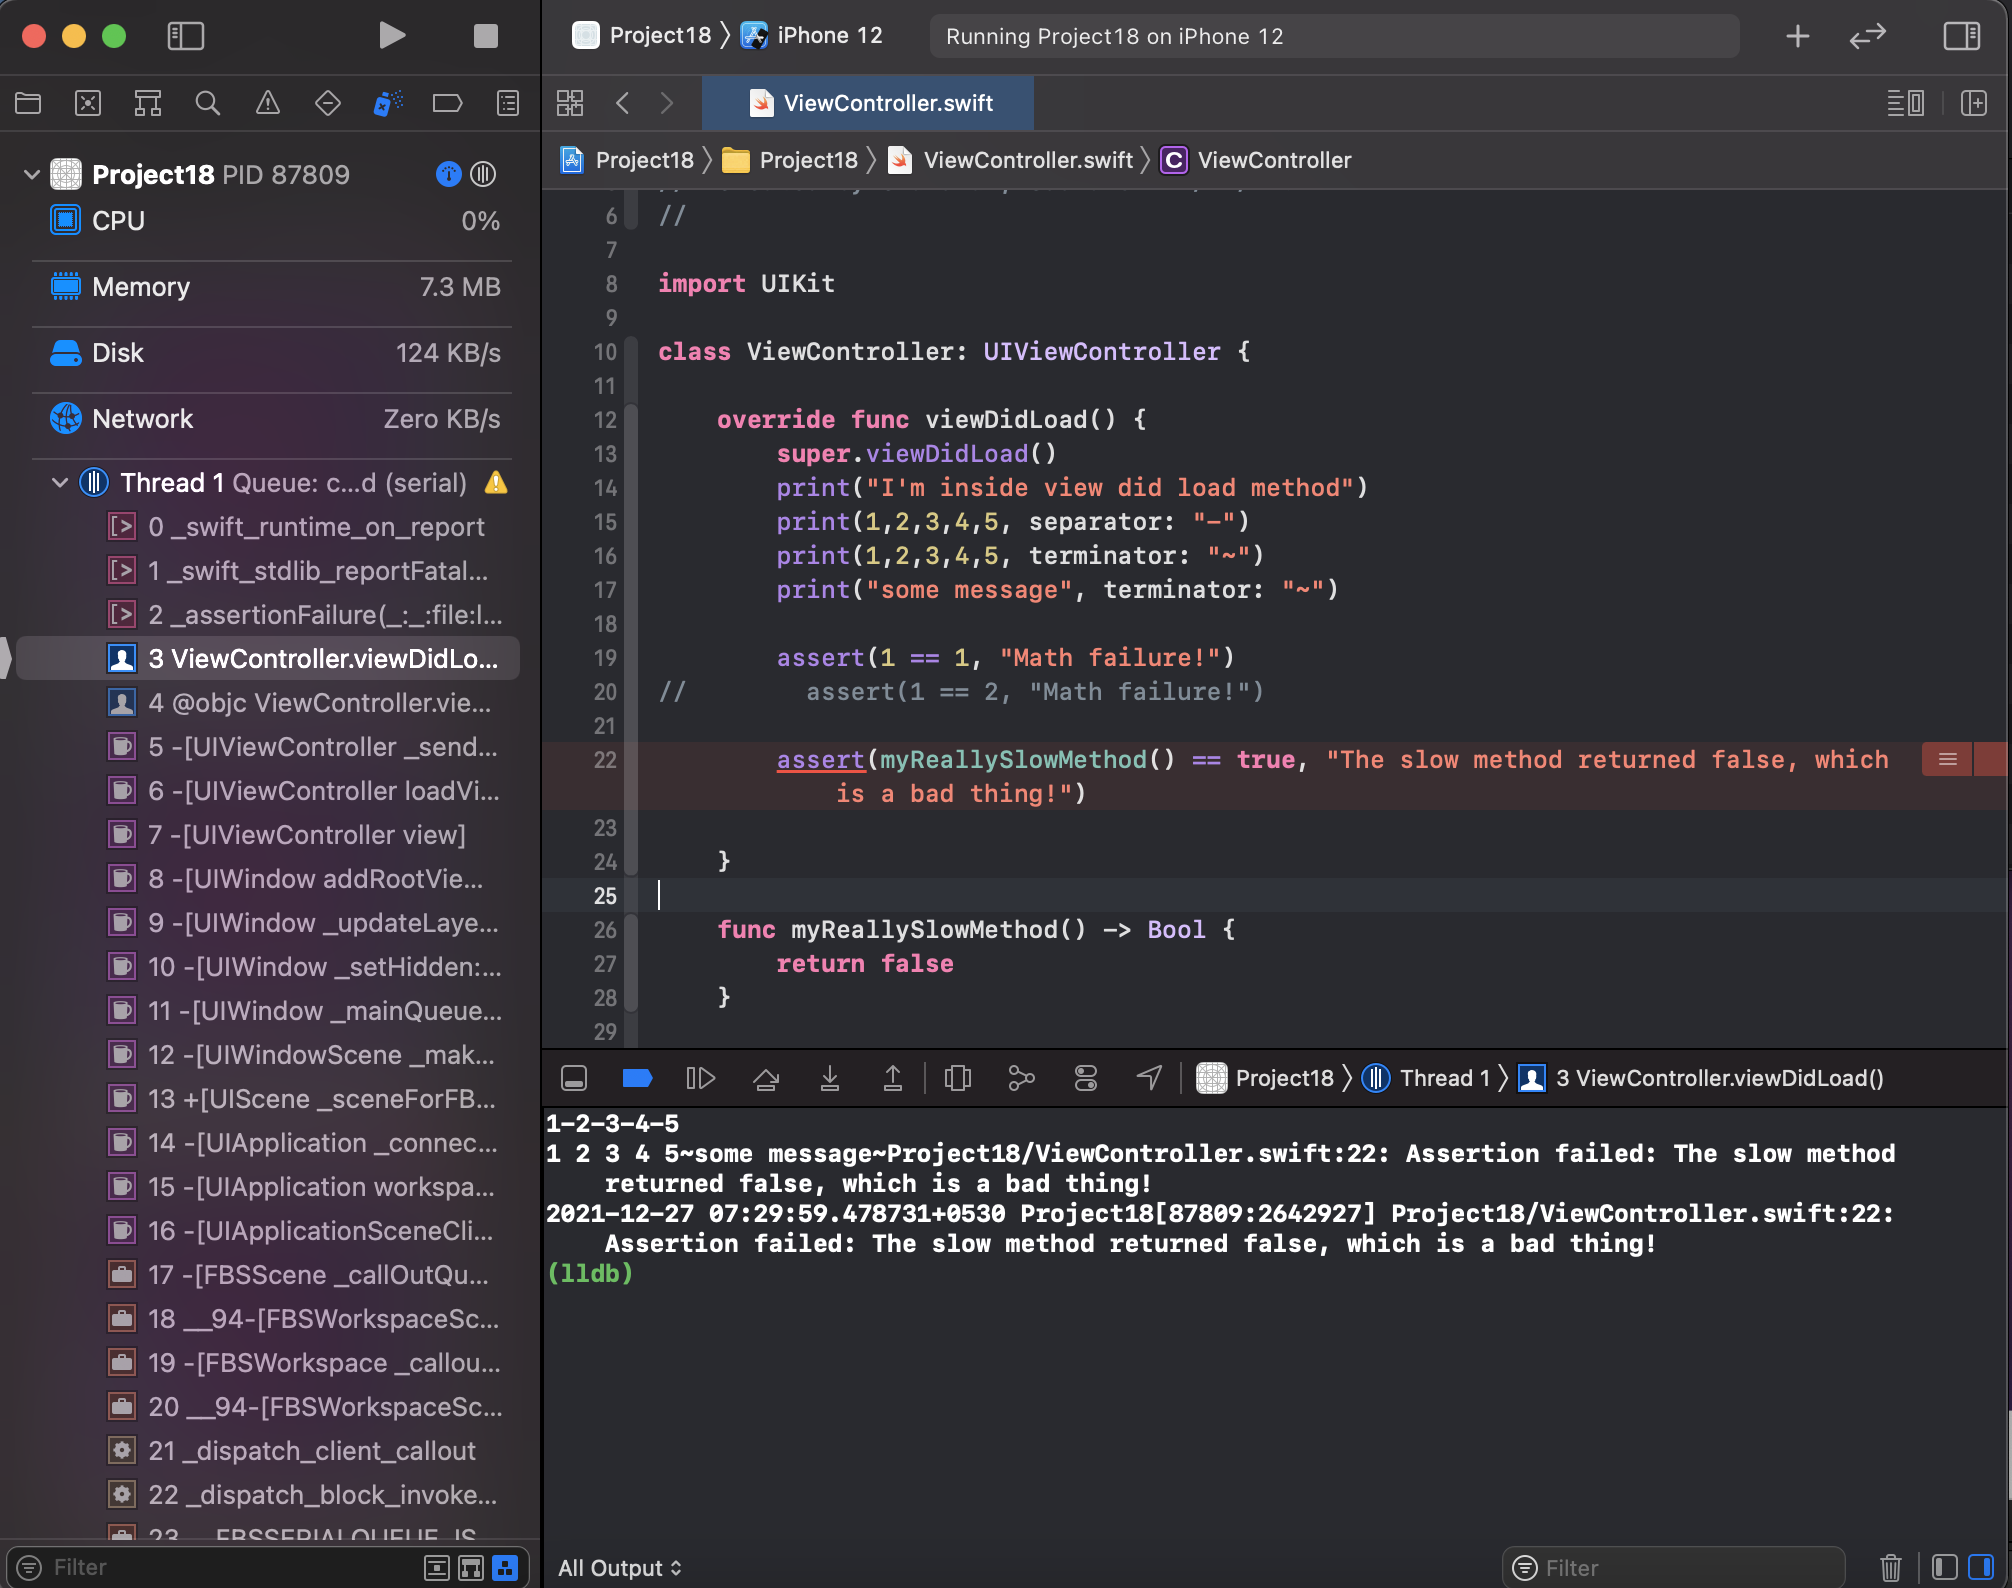 Project18 〉 iPhone 12
Running Project18 on iPhone 12
ViewController.swift
Project18 〉 Project18 〉 ViewController.swift 〉 C ViewController
Project18 PID 87809
CPU 0%
Memory 7.3 MB
Disk 124 KB/s
Network Zero KB/s
Thread 1 Queue: c...d (serial)
0 _swift_runtime_on_report
1 _swift_stdlib_reportFatal...
2 _assertionFailure(_:_:file:l...
3 ViewController.viewDidLo...
4 @objc ViewController.vie...
5 -[UIViewController _send...
6 -[UIViewController loadVi...
7 -[UIViewController view]
8 -[UIWindow addRootVie...
9 -[UIWindow _updateLaye...
10 -[UIWindow _setHidden:...
11 -[UIWindow _mainQueue...
12 -[UIWindowScene _mak...
13 +[UIScene _sceneForFB...
14 -[UIApplication _connec...
15 -[UIApplication workspa...
16 -[UIApplicationSceneCli...
17 -[FBSScene _callOutQu...
18 __94-[FBSWorkspaceSc...
19 -[FBSWorkspace _callou...
20 __94-[FBSWorkspaceSc...
21 _dispatch_client_callout
22 _dispatch_block_invoke...
23 __FBSSERIALQUEUE_IS_
Filter
6 //
7
8 import UIKit
9
10 class ViewController: UIViewController {
11
12     override func viewDidLoad() {
13         super.viewDidLoad()
14         print("I'm inside view did load method")
15         print(1,2,3,4,5, separator: "-")
16         print(1,2,3,4,5, terminator: "~")
17         print("some message", terminator: "~")
18
19         assert(1 == 1, "Math failure!")
20 //        assert(1 == 2, "Math failure!")
21
22         assert(myReallySlowMethod() == true, "The slow method returned false, which
is a bad thing!")
23
24     }
25
26     func myReallySlowMethod() -> Bool {
27         return false
28     }
29
Project18 〉 Thread 1 〉 3 ViewController.viewDidLoad()
1-2-3-4-5
1 2 3 4 5~some message~Project18/ViewController.swift:22: Assertion failed: The slow method
returned false, which is a bad thing!
2021-12-27 07:29:59.478731+0530 Project18[87809:2642927] Project18/ViewController.swift:22:
Assertion failed: The slow method returned false, which is a bad thing!
(lldb)
All Output
Filter